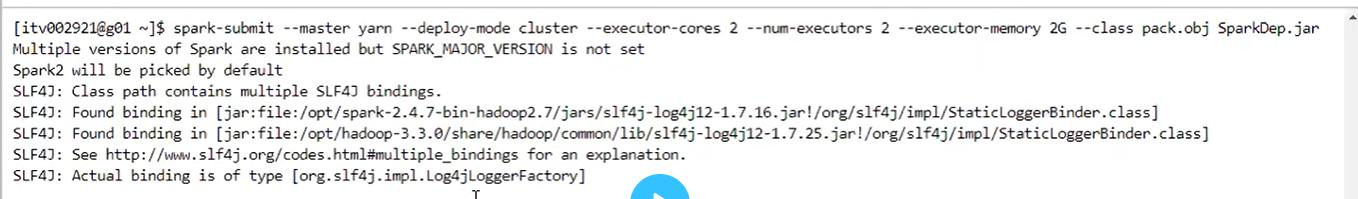 [itv002921@g01 ~]$ spark-submit --master yarn --deploy-mode cluster --executor-cores 2 --num-executors 2 --executor-memory 2G --class pack.obj SparkDep.jar
Multiple versions of Spark are installed but SPARK_MAJOR_VERSION is not set
Spark2 will be picked by default
SLF4J: Class path contains multiple SLF4J bindings.
SLF4J: Found binding in [jar:file:/opt/spark-2.4.7-bin-hadoop2.7/jars/slf4j-log4j12-1.7.16.jar!/org/slf4j/impl/StaticLoggerBinder.class]
SLF4J: Found binding in [jar:file:/opt/hadoop-3.3.0/share/hadoop/common/lib/slf4j-log4j12-1.7.25.jar!/org/slf4j/impl/StaticLoggerBinder.class]
SLF4J: See http://www.slf4j.org/codes.html#multiple_bindings for an explanation.
SLF4J: Actual binding is of type [org.slf4j.impl.Log4jLoggerFactory]